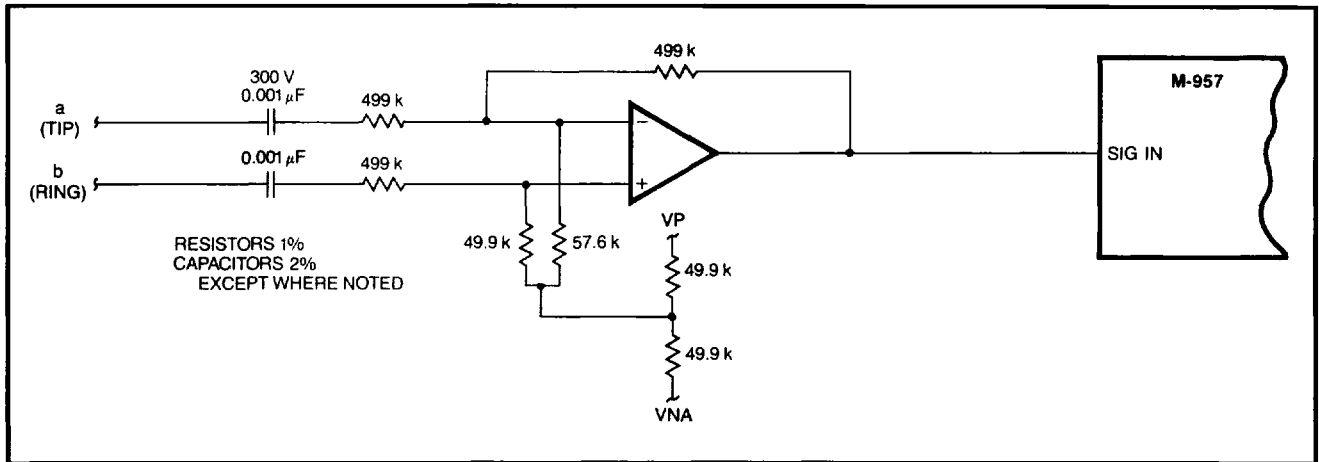 499 k
M-957
300 V
0.001 µF
499 k
a
(TIP)
−
SIG IN
0.001 µF
499 k
b
(RING)
+
VP
RESISTORS 1%
CAPACITORS 2%
EXCEPT WHERE NOTED
49.9 k
57.6 k
49.9 k
49.9 k
VNA